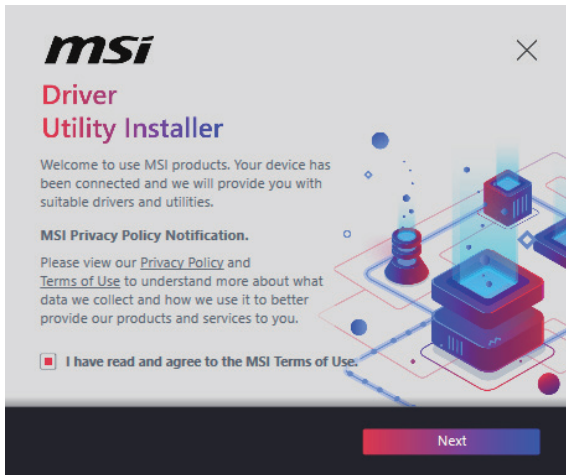 msi
Driver
Utility Installer
Welcome to use MSI products. Your device has
been connected and we will provide you with
suitable drivers and utilities.
MSI Privacy Policy Notification.
Please view our Privacy Policy and
Terms of Use to understand more about what
data we collect and how we use it to better
provide our products and services to you.
I have read and agree to the MSI Terms of Use.
Next